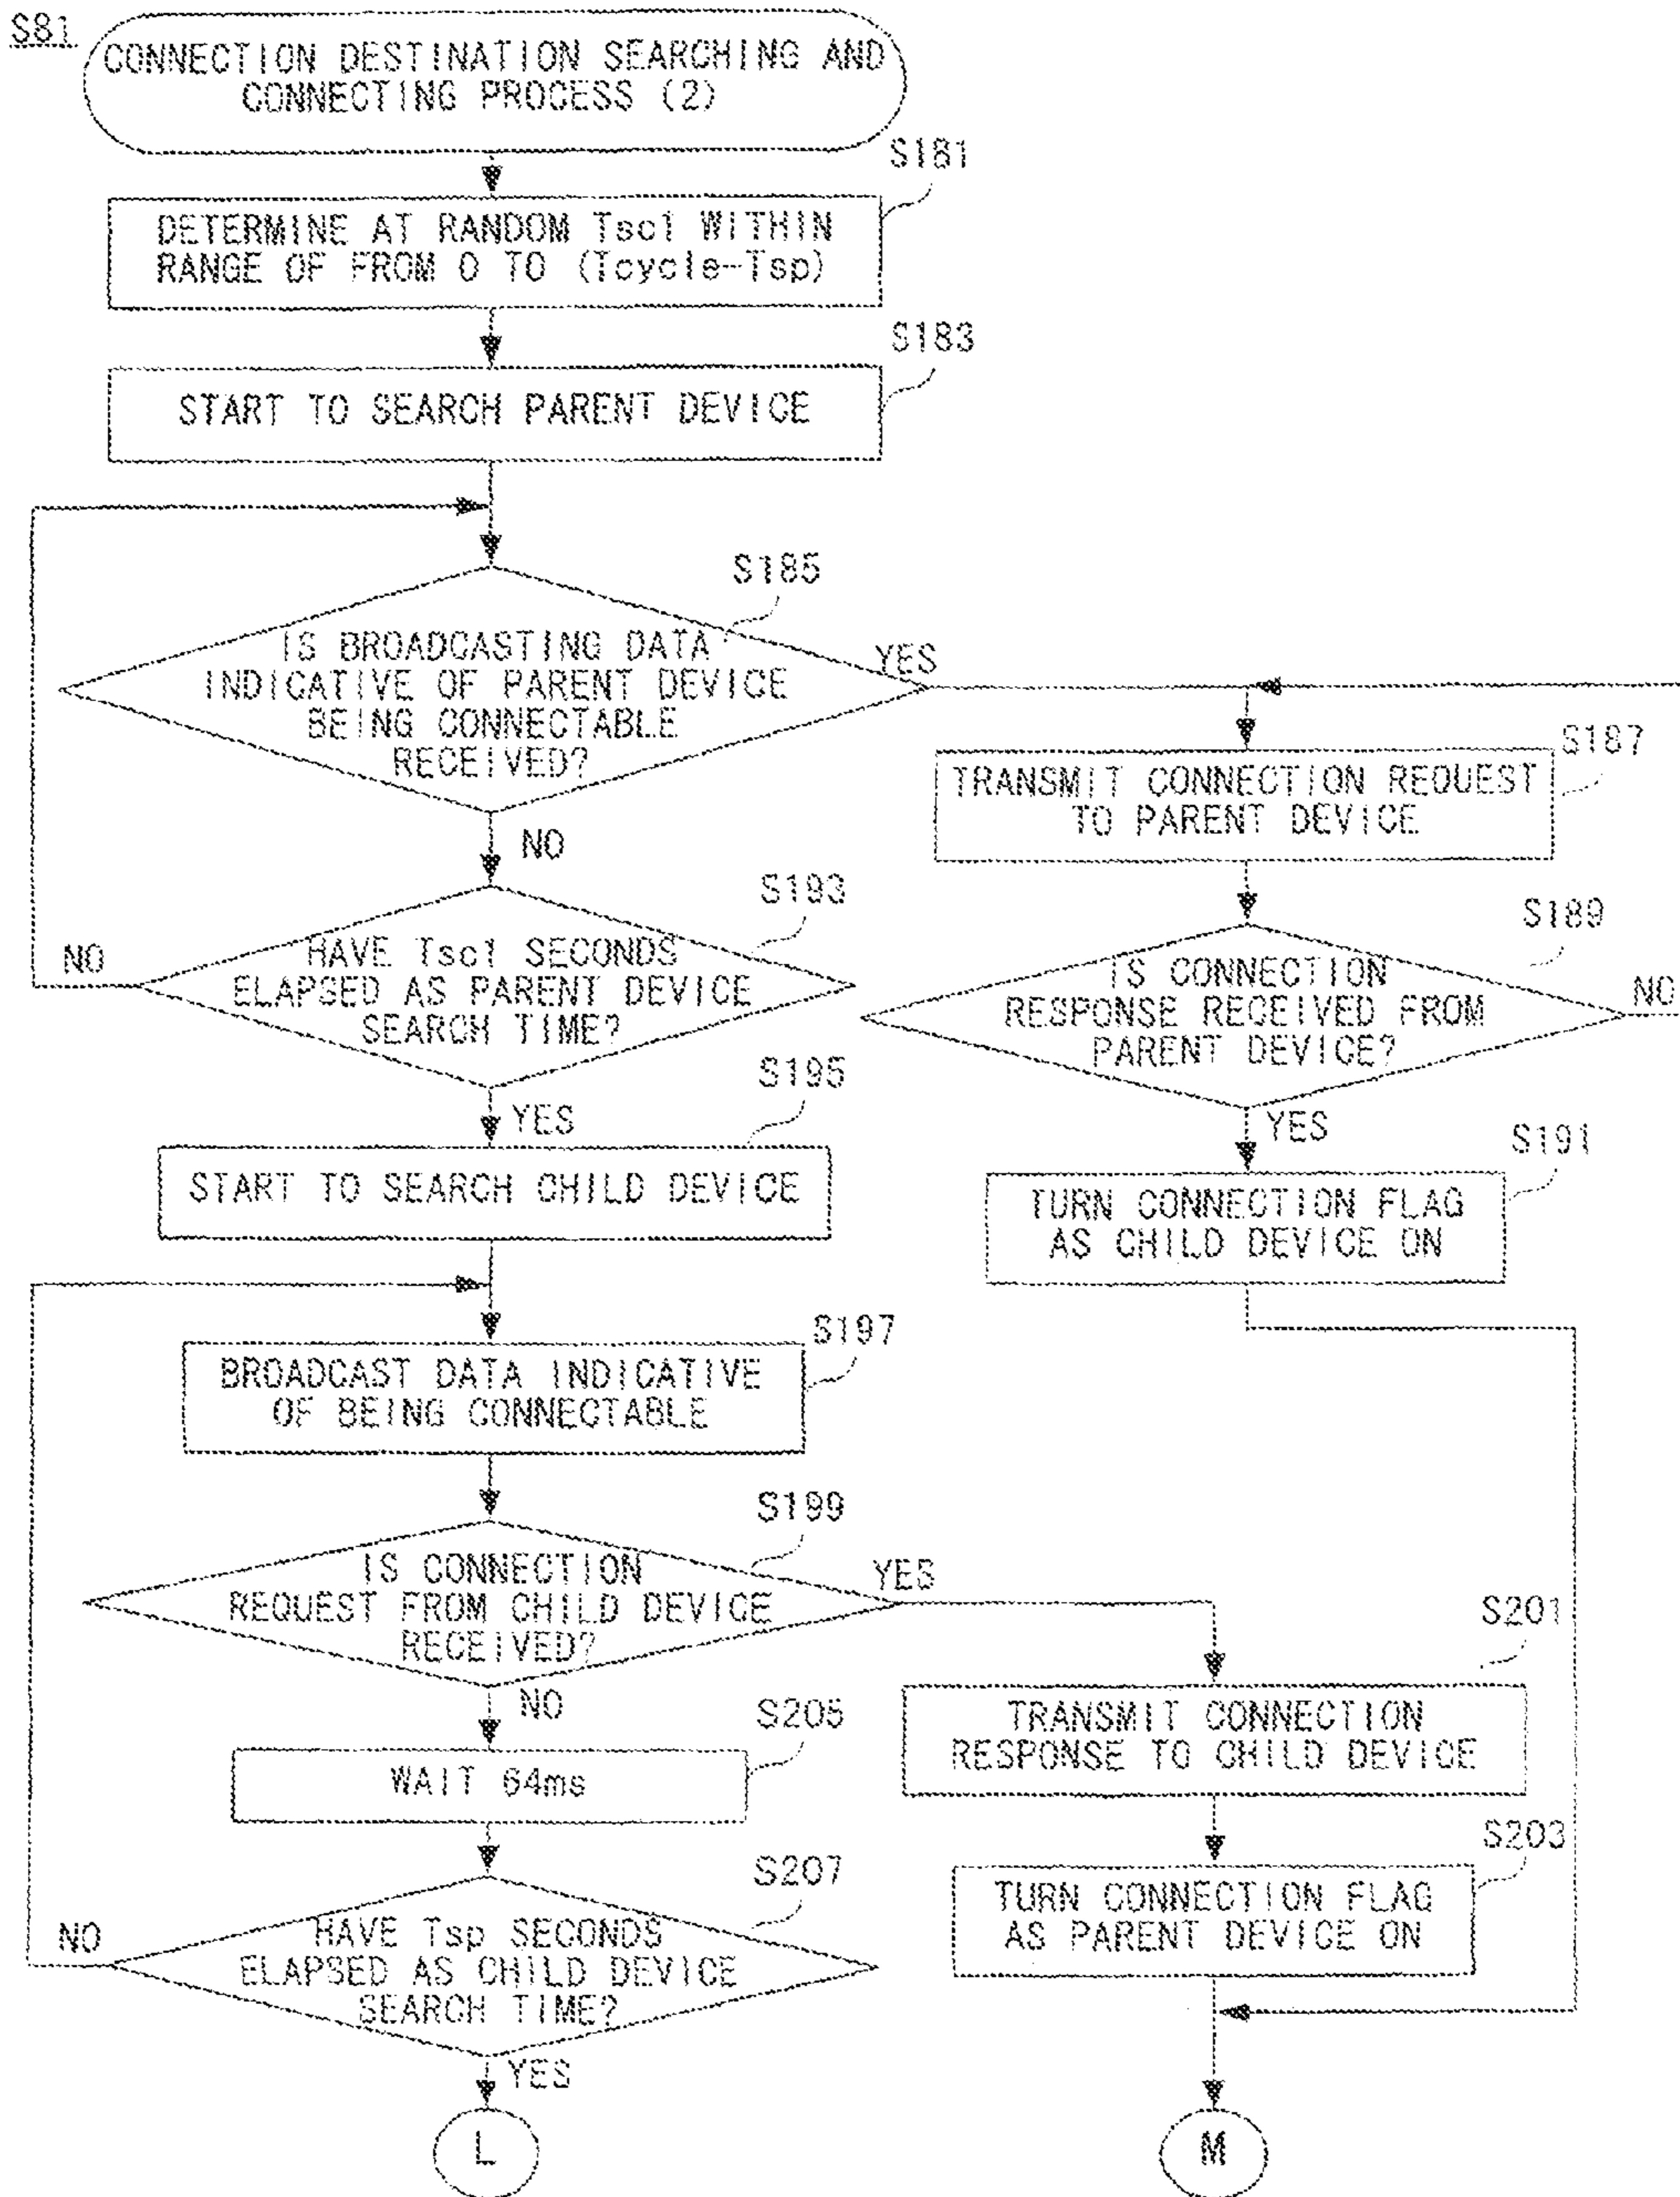 S81
CONNECTION DESTINATION SEARCHING AND
CONNECTING PROCESS (2)
S181
DETERMINE AT RANDOM Tsc1 WITHIN
RANGE OF FROM 0 TO (Tcycle-Tsp)
S183
START TO SEARCH PARENT DEVICE
S185
IS BROADCASTING DATA
INDICATIVE OF PARENT DEVICE
BEING CONNECTABLE
RECEIVED?
YES
NO
S187
TRANSMIT CONNECTION REQUEST
TO PARENT DEVICE
S193
HAVE Tsc1 SECONDS
ELAPSED AS PARENT DEVICE
SEARCH TIME?
NO
YES
S189
IS CONNECTION
RESPONSE RECEIVED FROM
PARENT DEVICE?
NO
YES
S195
START TO SEARCH CHILD DEVICE
S191
TURN CONNECTION FLAG
AS CHILD DEVICE ON
S197
BROADCAST DATA INDICATIVE
OF BEING CONNECTABLE
S199
IS CONNECTION
REQUEST FROM CHILD DEVICE
RECEIVED?
YES
NO
S201
TRANSMIT CONNECTION
RESPONSE TO CHILD DEVICE
S205
WAIT 64ms
S203
TURN CONNECTION FLAG
AS PARENT DEVICE ON
S207
HAVE Tsp SECONDS
ELAPSED AS CHILD DEVICE
SEARCH TIME?
NO
YES
L
M